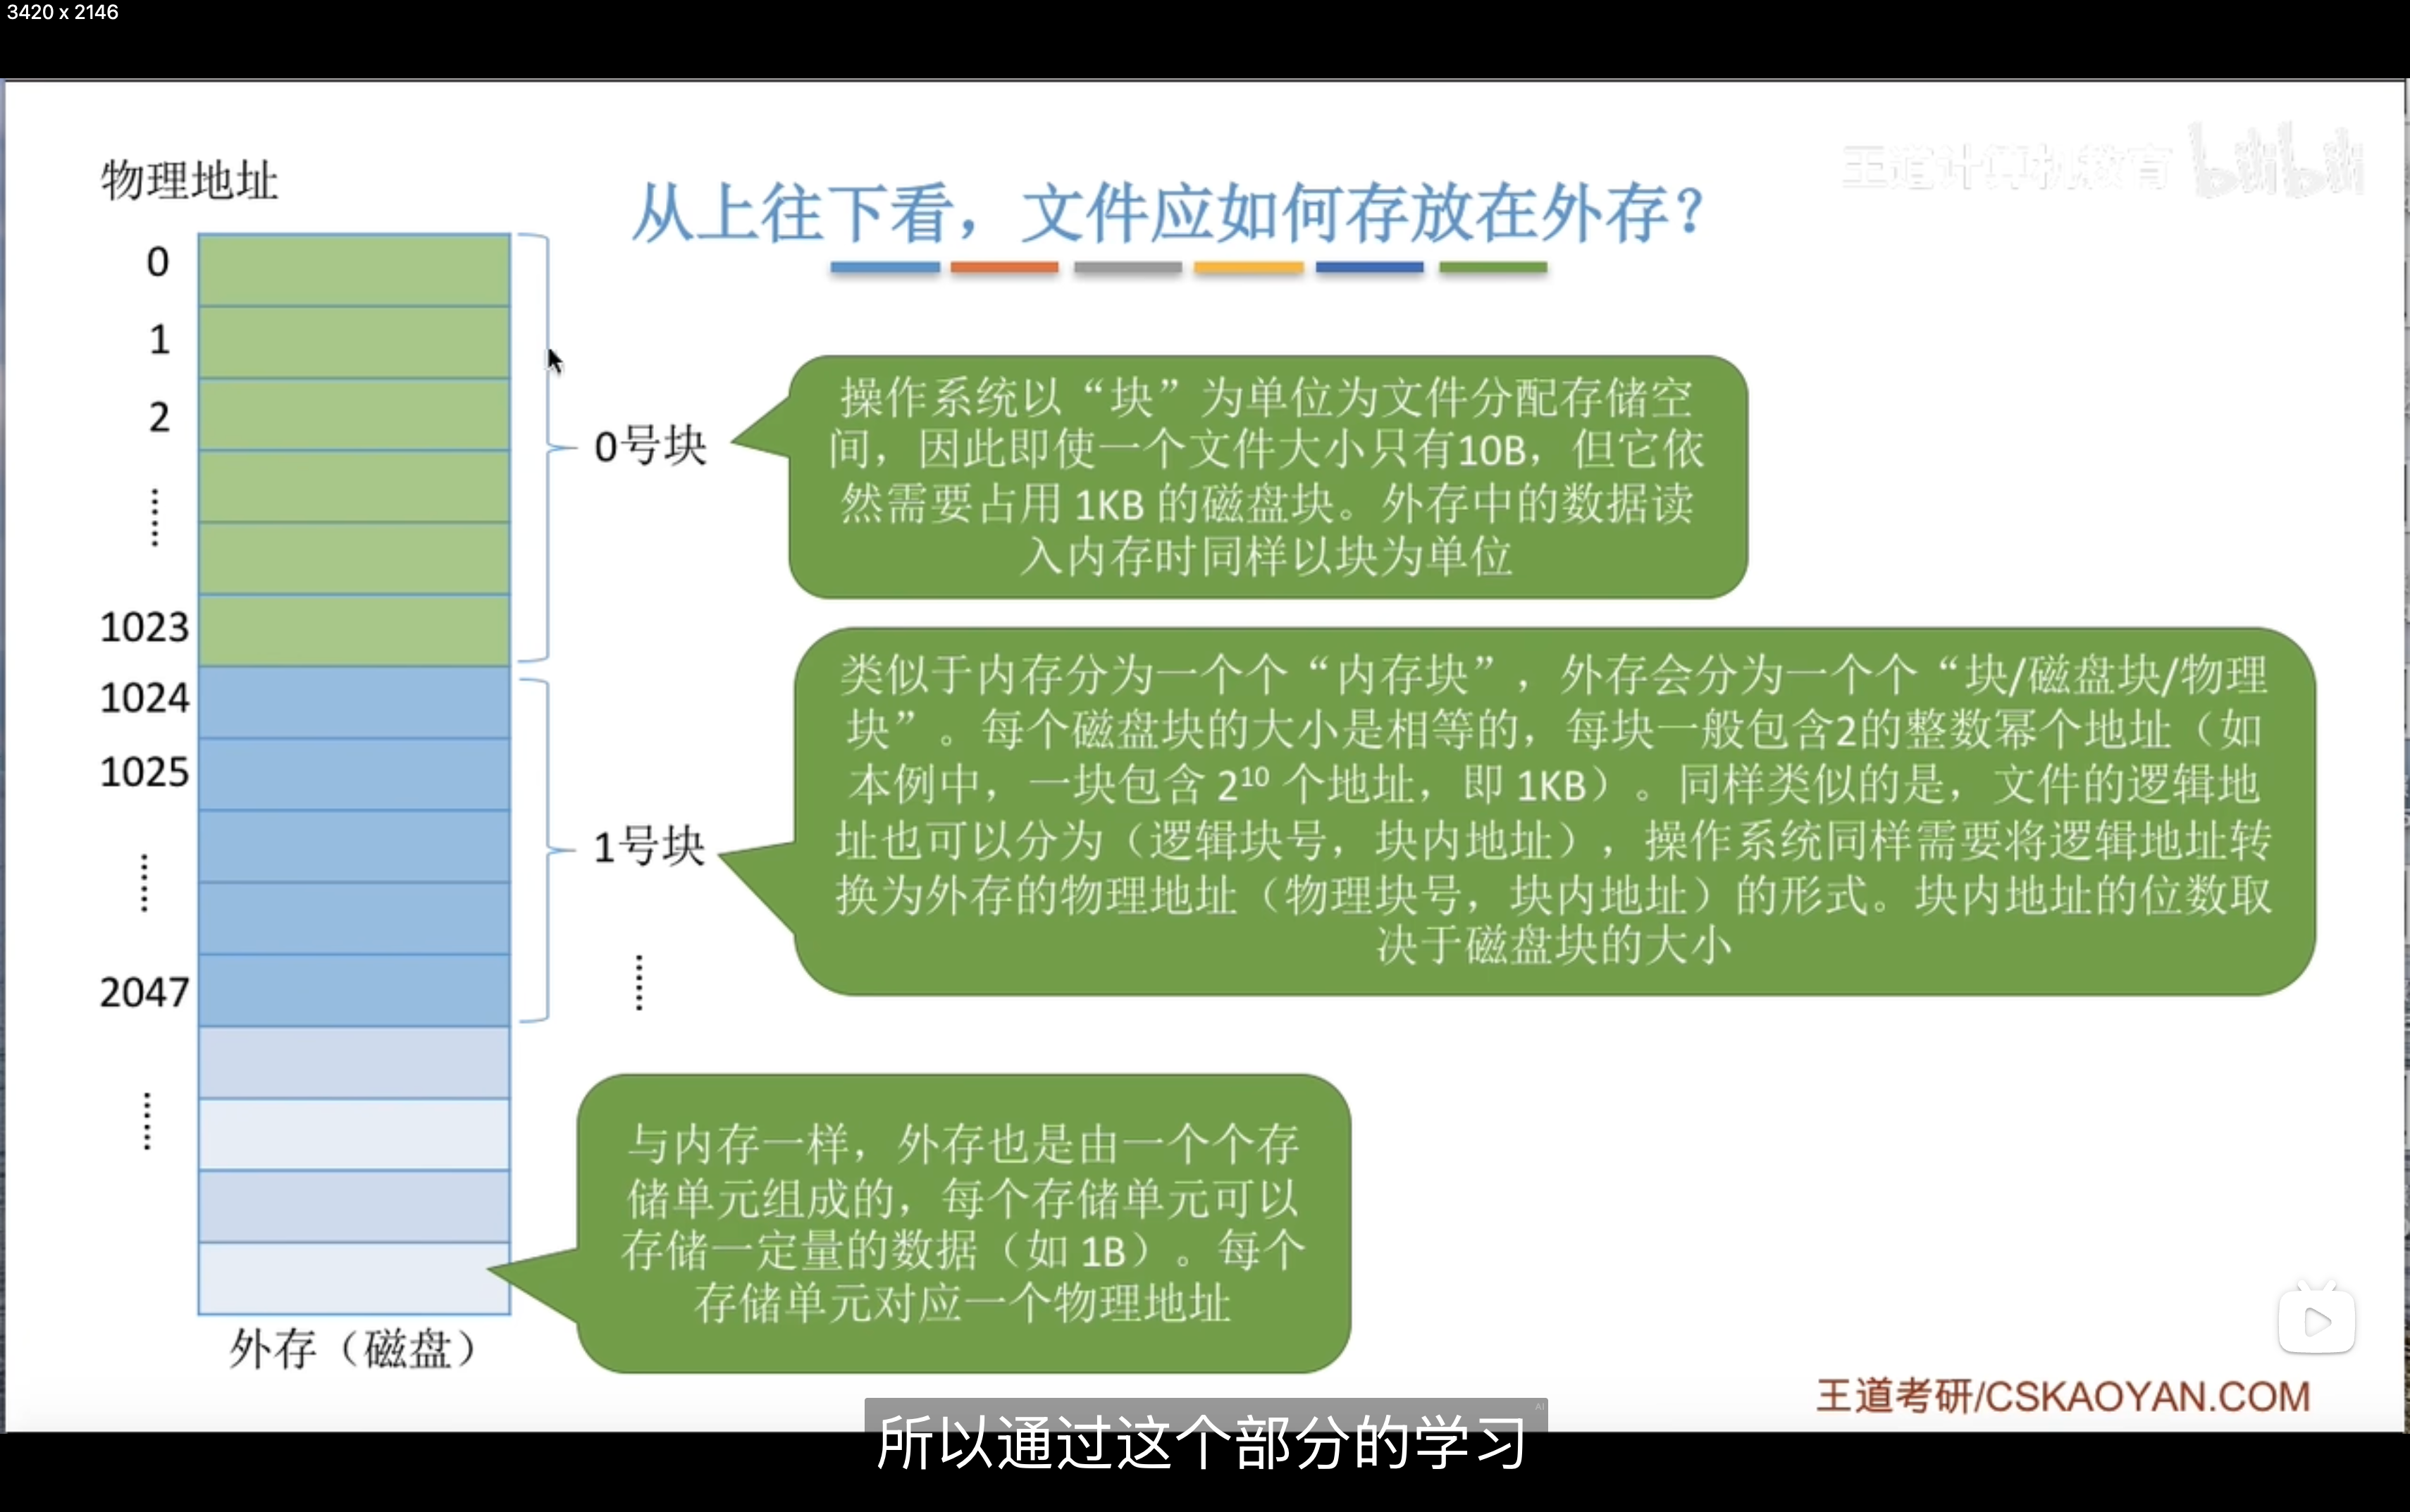 3420 x 2146
王道计算机教育 bilibili
物理地址
从上往下看，文件应如何存放在外存？
0
1
2
……
1023
1024
1025
……
2047
……
0号块
操作系统以“块”为单位为文件分配存储空
间，因此即使一个文件大小只有10B，但它依
然需要占用 1KB 的磁盘块。外存中的数据读
入内存时同样以块为单位
1号块
类似于内存分为一个个“内存块”，外存会分为一个个“块/磁盘块/物理
块”。每个磁盘块的大小是相等的，每块一般包含2的整数幂个地址（如
本例中，一块包含 2¹⁰ 个地址，即 1KB）。同样类似的是，文件的逻辑地
址也可以分为（逻辑块号，块内地址），操作系统同样需要将逻辑地址转
换为外存的物理地址（物理块号，块内地址）的形式。块内地址的位数取
决于磁盘块的大小
……
与内存一样，外存也是由一个个存
储单元组成的，每个存储单元可以
存储一定量的数据（如 1B）。每个
存储单元对应一个物理地址
外存（磁盘）
王道考研/CSKAOYAN.COM
AI
所以通过这个部分的学习